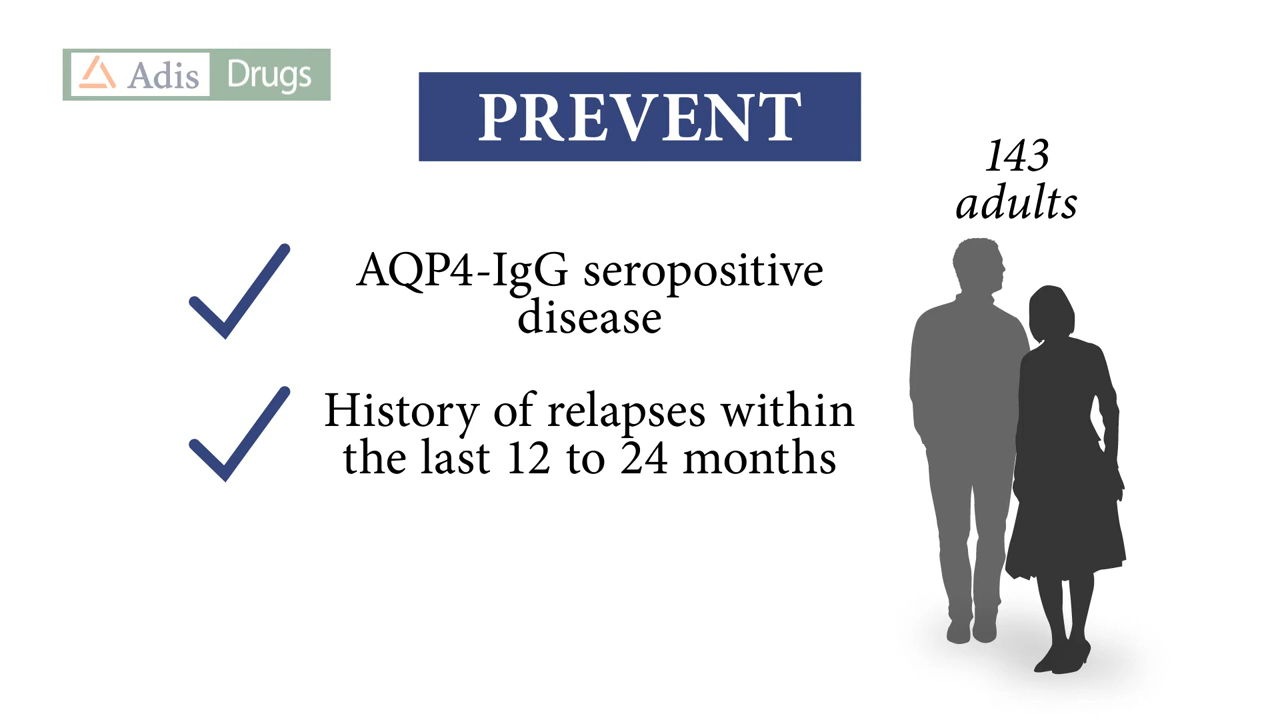 Adis Drugs
PREVENT
143
adults
AQP4-IgG seropositive
disease
History of relapses within
the last 12 to 24 months